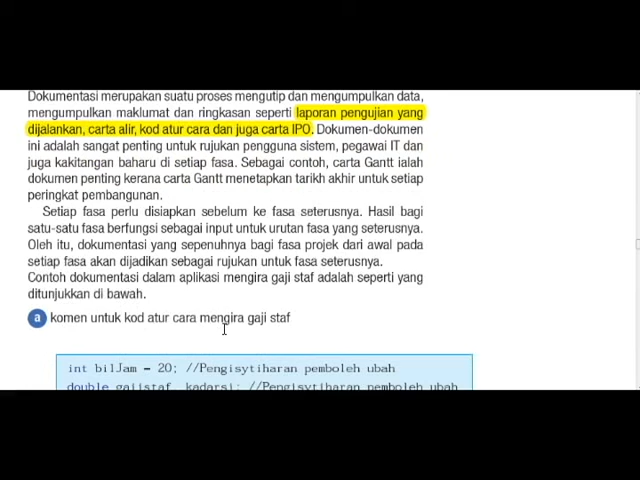 Dokumentasi merupakan suatu proses mengutip dan mengumpulkan data,
mengumpulkan maklumat dan ringkasan seperti laporan pengujian yang
dijalankan, carta alir, kod atur cara dan juga carta IPO. Dokumen-dokumen
ini adalah sangat penting untuk rujukan pengguna sistem, pegawai IT dan
juga kakitangan baharu di setiap fasa. Sebagai contoh, carta Gantt ialah
dokumen penting kerana carta Gantt menetapkan tarikh akhir untuk setiap
peringkat pembangunan.
Setiap fasa perlu disiapkan sebelum ke fasa seterusnya. Hasil bagi
satu-satu fasa berfungsi sebagai input untuk urutan fasa yang seterusnya.
Oleh itu, dokumentasi yang sepenuhnya bagi fasa projek dari awal pada
setiap fasa akan dijadikan sebagai rujukan untuk fasa seterusnya.
Contoh dokumentasi dalam aplikasi mengira gaji staf adalah seperti yang
ditunjukkan di bawah.
a komen untuk kod atur cara mengira gaji staf
int bilJam = 20; //Pengisytiharan pemboleh ubah
double gajistaf, kadarsj; //Pengisytiharan pemboleh ubah